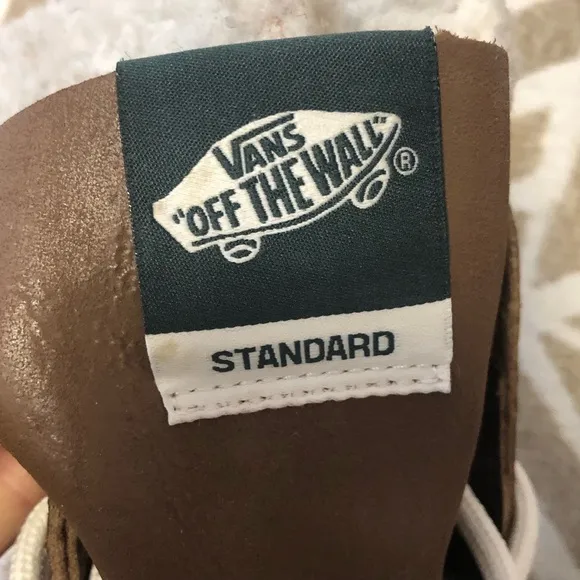 VANS
"OFF THE WALL"
®
STANDARD